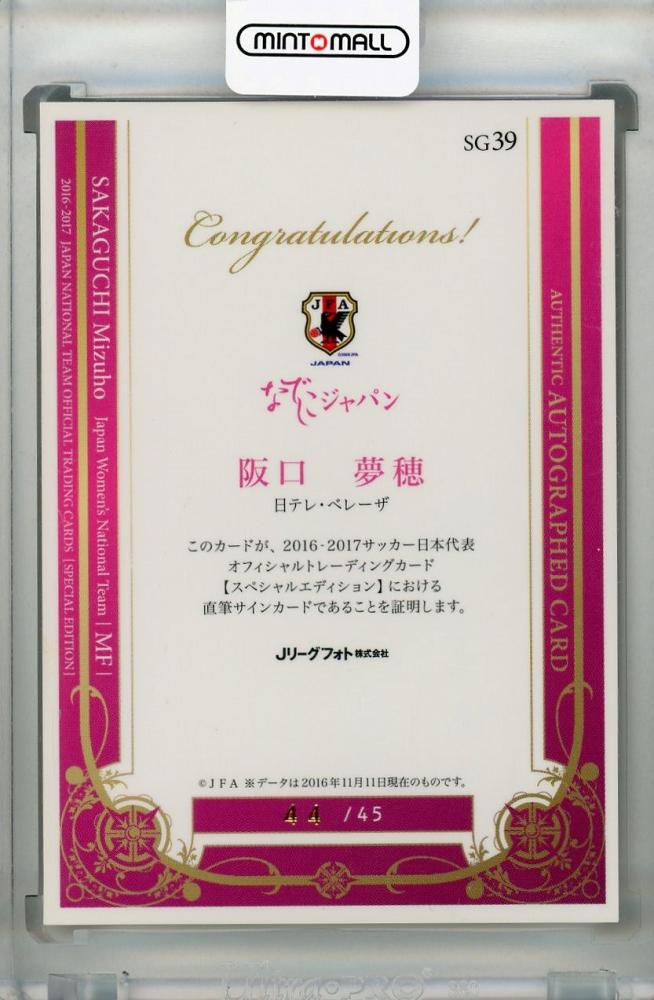 MINTMALL
SG39
Congratulations!
JFA
JAPAN
なでしこジャパン
阪口 夢穂
日テレ・ベレーザ
このカードが、2016-2017サッカー日本代表
オフィシャルトレーディングカード
【スペシャルエディション】における
直筆サインカードであることを証明します。
Jリーグフォト株式会社
©JFA ※データは2016年11月11日現在のものです。
44 /45
SAKAGUCHI Mizuho Japan Women's National Team | MF |
2016-2017 JAPAN NATIONAL TEAM OFFICIAL TRADING CARDS [SPECIAL EDITION]
AUTHENTIC AUTOGRAPHED CARD